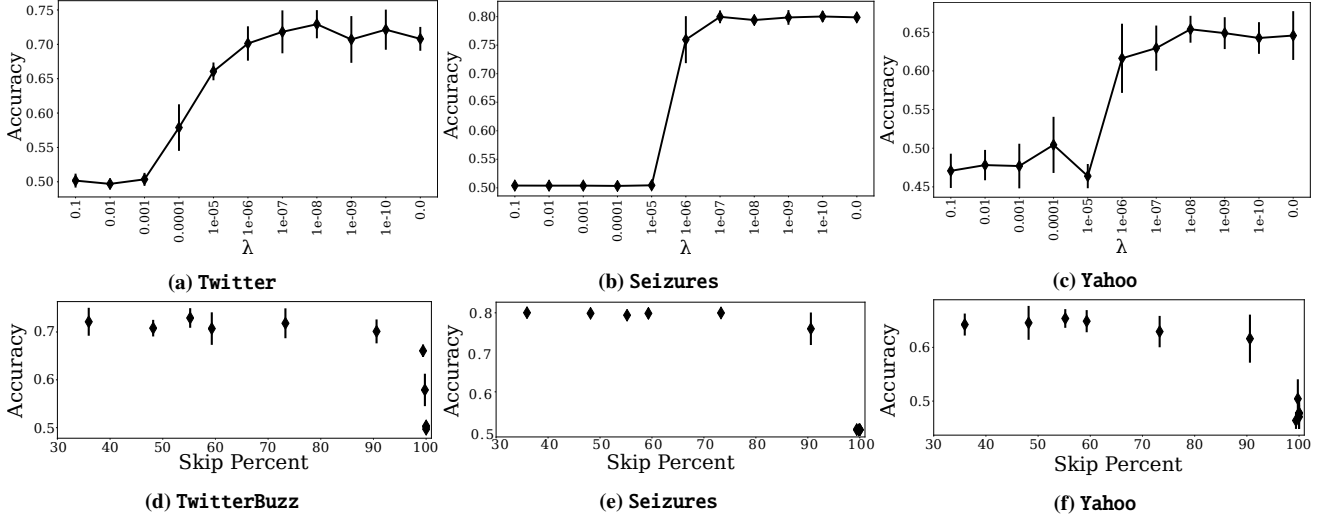 Accuracy
0.75
0.70
0.65
0.60
0.55
0.50
0.1
0.01
0.001
0.0001
1e-05
1e-06
1e-07
1e-08
1e-09
1e-10
0.0
λ
(a) Twitter
Accuracy
0.80
0.75
0.70
0.65
0.60
0.55
0.50
0.1
0.01
0.001
0.0001
1e-05
1e-06
1e-07
1e-08
1e-09
1e-10
0.0
λ
(b) Seizures
Accuracy
0.65
0.60
0.55
0.50
0.45
0.1
0.01
0.001
0.0001
1e-05
1e-06
1e-07
1e-08
1e-09
1e-10
0.0
λ
(c) Yahoo
Accuracy
0.7
0.6
0.5
30 40 50 60 70 80 90 100
Skip Percent
(d) TwitterBuzz
Accuracy
0.8
0.7
0.6
0.5
30 40 50 60 70 80 90 100
Skip Percent
(e) Seizures
Accuracy
0.6
0.5
30 40 50 60 70 80 90 100
Skip Percent
(f) Yahoo